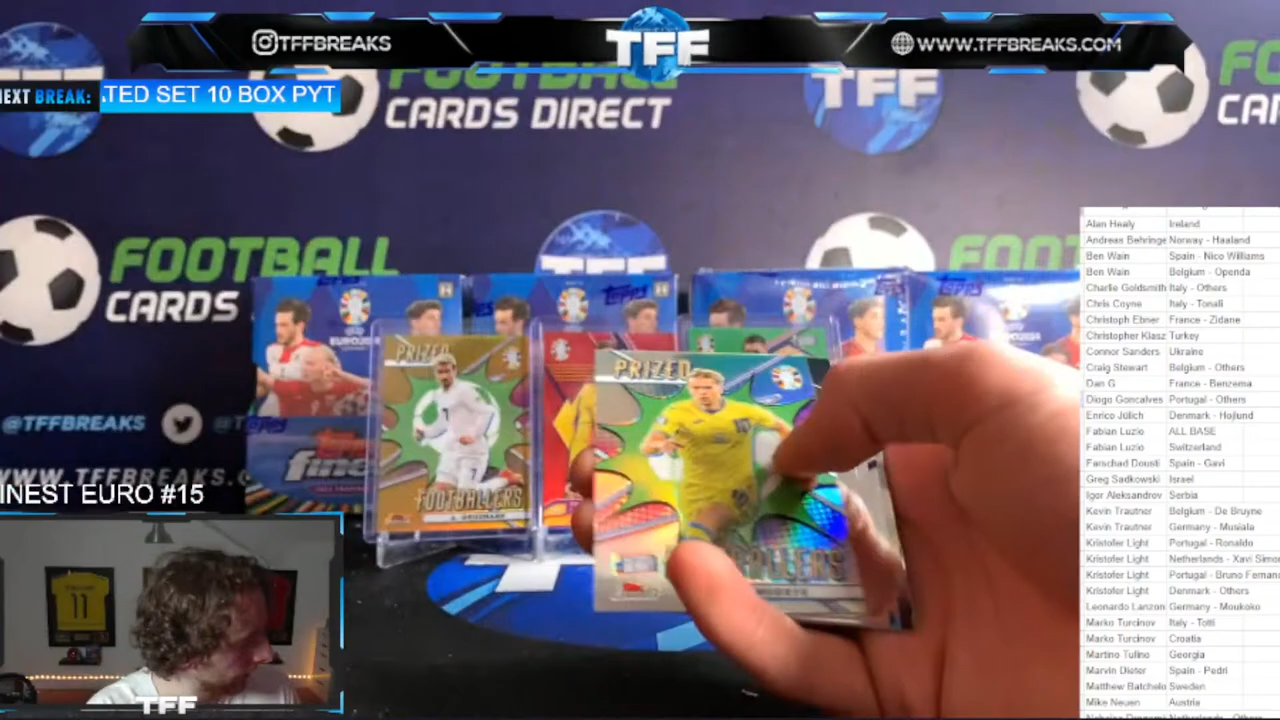 TFFBREAKS
TFF
WWW.TFFBREAKS.COM
NEXT BREAK:
TED SET 10 BOX PYT
FOOTBALL
CARDS DIRECT
TFF
FOOTBALL
CARDS
@TFFBREAKS
WWW.TFFBREAKS.C
INEST EURO #15
PRIZED
FOOTBALLERS
PRIZED
TFF
Alan Healy Ireland
Andreas Behringe Norway - Haaland
Ben Wain Spain - Nico Williams
Ben Wain Belgium - Openda
Charlie Goldsmith Italy - Others
Chris Coyne Italy - Tonali
Christoph Ebner France - Zidane
Christopher Klasz Turkey
Connor Sanders Ukraine
Craig Stewart Belgium - Others
Dan G France - Benzema
Diogo Goncalves Portugal - Others
Enrico Jülich Denmark - Hojlund
Fabian Luzio ALL BASE
Fabian Luzio Switzerland
Farschad Dousti Spain - Gavi
Greg Sadkowski Israel
Igor Aleksandrov Serbia
Kevin Trautner Belgium - De Bruyne
Kevin Trautner Germany - Musiala
Kristofer Light Portugal - Ronaldo
Kristofer Light Netherlands - Xavi Simo
Kristofer Light Portugal - Bruno Fernan
Kristofer Light Denmark - Others
Leonardo Lanzon Germany - Moukoko
Marko Turcinov Italy - Totti
Marko Turcinov Croatia
Martino Tufino Georgia
Marvin Dieter Spain - Pedri
Matthew Batchelo Sweden
Mike Neuen Austria